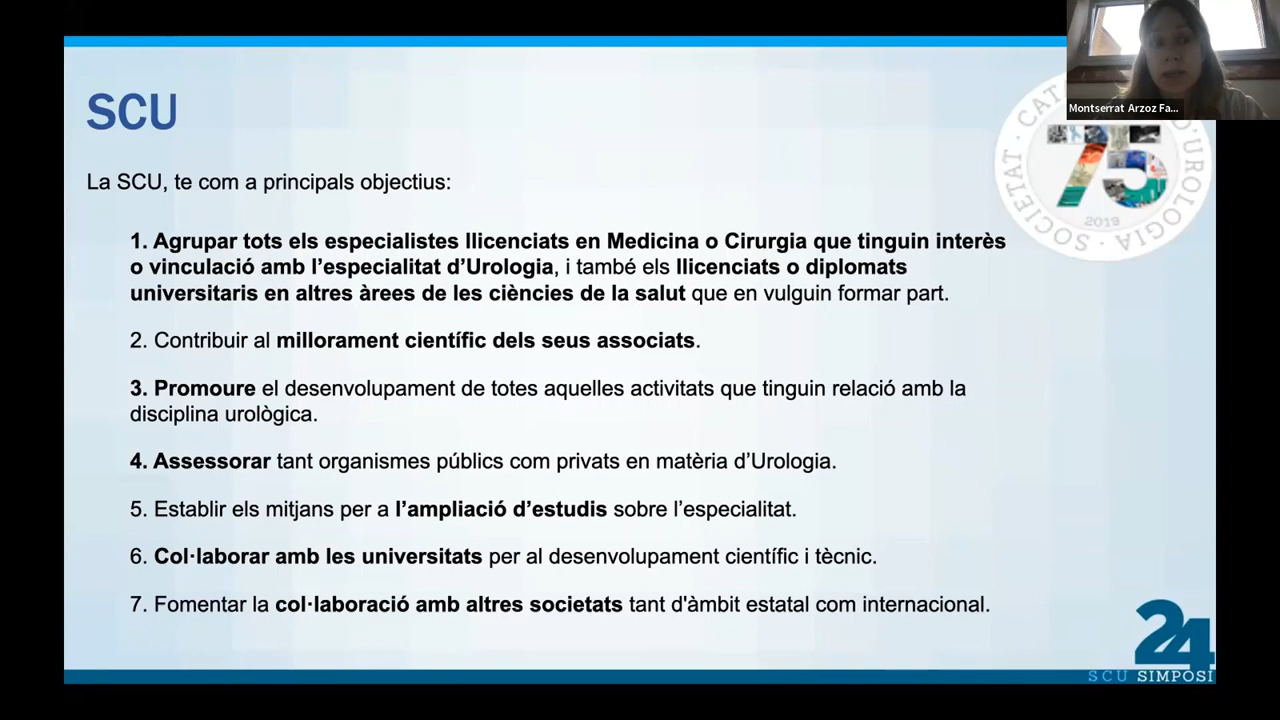 SCU
Montserrat Arzoz Fa...
La SCU, te com a principals objectius:
1. Agrupar tots els especialistes llicenciats en Medicina o Cirurgia que tinguin interès
o vinculació amb l’especialitat d’Urologia, i també els llicenciats o diplomats
universitaris en altres àrees de les ciències de la salut que en vulguin formar part.
2. Contribuir al millorament científic dels seus associats.
3. Promoure el desenvolupament de totes aquelles activitats que tinguin relació amb la
disciplina urològica.
4. Assessorar tant organismes públics com privats en matèria d’Urologia.
5. Establir els mitjans per a l’ampliació d’estudis sobre l’especialitat.
6. Col·laborar amb les universitats per al desenvolupament científic i tècnic.
7. Fomentar la col·laboració amb altres societats tant d'àmbit estatal com internacional.
SOCIETAT · CAT D'UROLOGIA ·
75
2019
24
SCU SIMPOSI